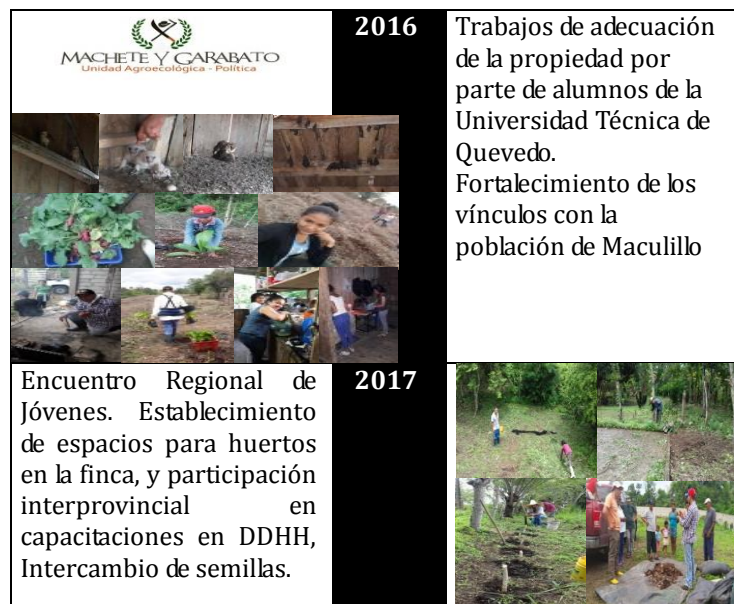 MACHETE Y GARABATO
Unidad Agroecológica - Política
2016
Trabajos de adecuación
de la propiedad por
parte de alumnos de la
Universidad Técnica de
Quevedo.
Fortalecimiento de los
vínculos con la
población de Maculillo
Encuentro Regional de
Jóvenes. Establecimiento
de espacios para huertos
en la finca, y participación
interprovincial en
capacitaciones en DDHH,
Intercambio de semillas.
2017